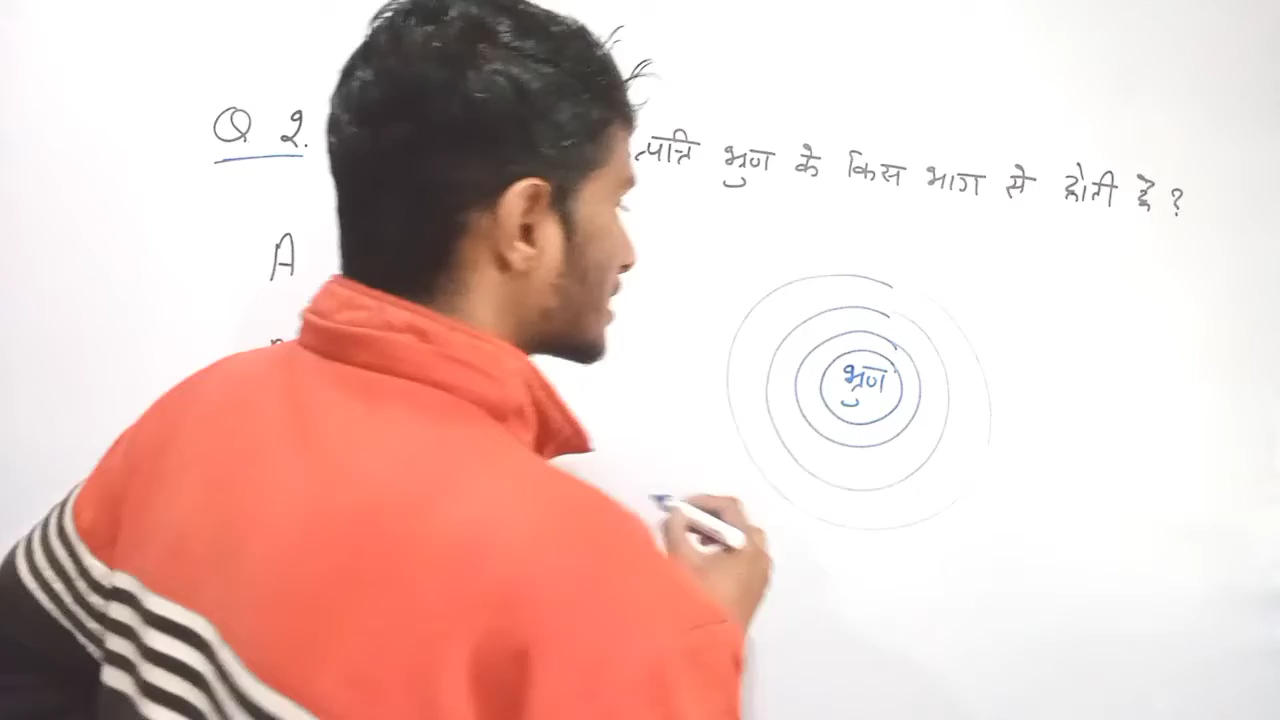 Q 2. त्पत्ति भ्रूण के किस भाग से होती है ?
A
भ्रूण